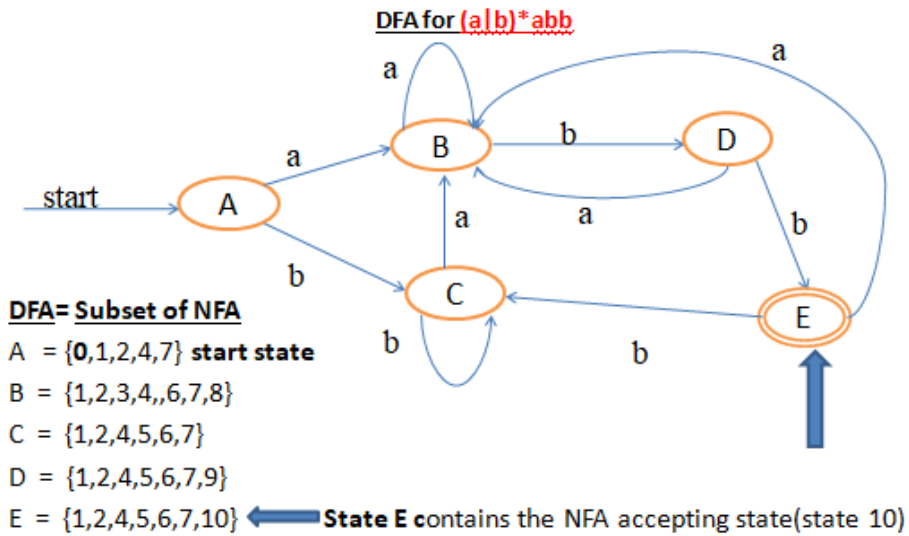 DFA for (a|b)*abb
a
a
B
b
D
a
start
A
a
a
b
b
C
E
b
b
DFA= Subset of NFA
A = {0,1,2,4,7} start state
B = {1,2,3,4,,6,7,8}
C = {1,2,4,5,6,7}
D = {1,2,4,5,6,7,9}
E = {1,2,4,5,6,7,10} State E contains the NFA accepting state(state 10)